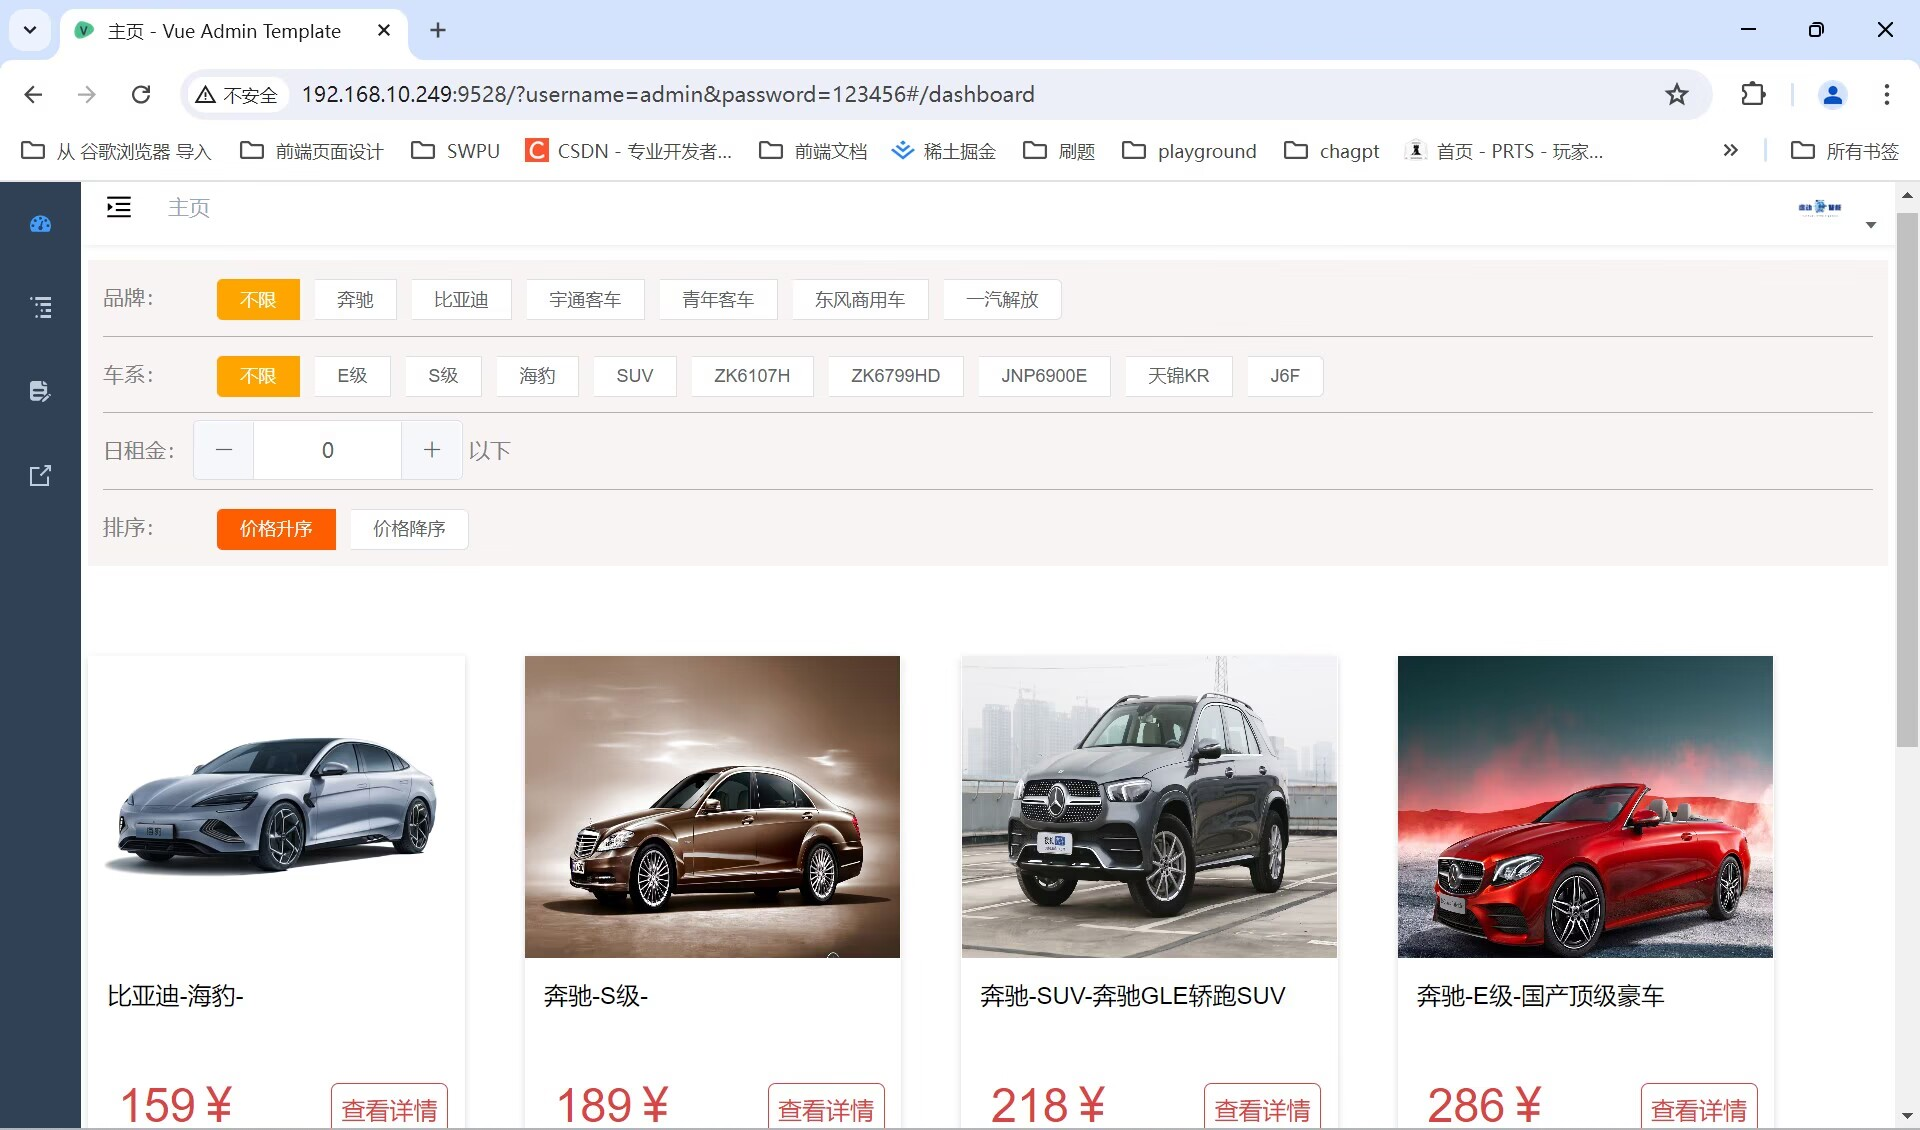 主页 - Vue Admin Template
不安全 192.168.10.249:9528/?username=admin&password=123456#/dashboard
从 谷歌浏览器 导入 前端页面设计 SWPU CSDN - 专业开发者... 前端文档 稀土掘金 刷题 playground chagpt 首页 - PRTS - 玩家... 所有书签
主页
品牌： 不限 奔驰 比亚迪 宇通客车 青年客车 东风商用车 一汽解放
车系： 不限 E级 S级 海豹 SUV ZK6107H ZK6799HD JNP6900E 天锦KR J6F
日租金： 0 以下
排序： 价格升序 价格降序
比亚迪-海豹- 奔驰-S级- 奔驰-SUV-奔驰GLE轿跑SUV 奔驰-E级-国产顶级豪车
159￥ 查看详情 189￥ 查看详情 218￥ 查看详情 286￥ 查看详情